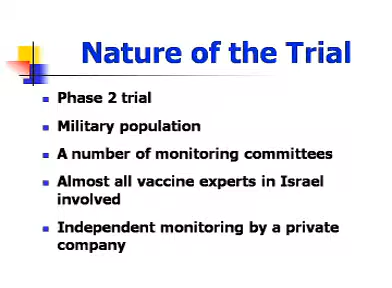 Nature of the Trial
Phase 2 trial
Military population
A number of monitoring committees
Almost all vaccine experts in Israel
involved
Independent monitoring by a private
company